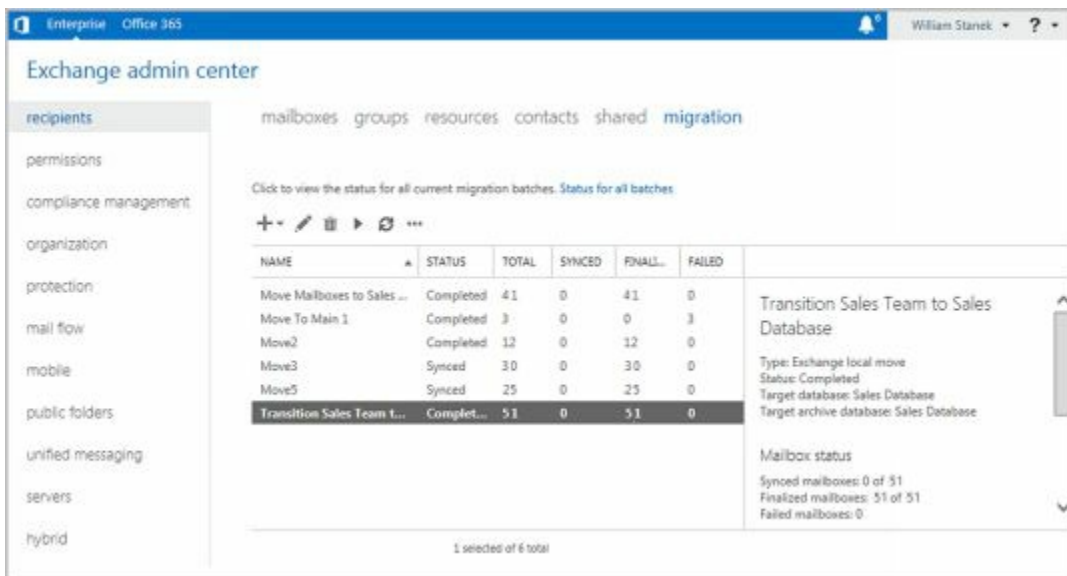 Enterprise Office 365
William Stanek ?
Exchange admin center
recipients
permissions
compliance management
organization
protection
mail flow
mobile
public folders
unified messaging
servers
hybrid
mailboxes groups resources contacts shared migration
Click to view the status for all current migration batches. Status for all batches
NAME STATUS TOTAL SYNCED FINALI... FAILED
Move Mailboxes to Sales ... Completed 41 0 41 0
Move To Main 1 Completed 3 0 0 3
Move2 Completed 12 0 12 0
Move3 Synced 30 0 30 0
Move5 Synced 25 0 25 0
Transition Sales Team t... Complet... 51 0 51 0
1 selected of 6 total
Transition Sales Team to Sales
Database
Type: Exchange local move
Status: Completed
Target database: Sales Database
Target archive database: Sales Database
Mailbox status
Synced mailboxes: 0 of 51
Finalized mailboxes: 51 of 51
Failed mailboxes: 0